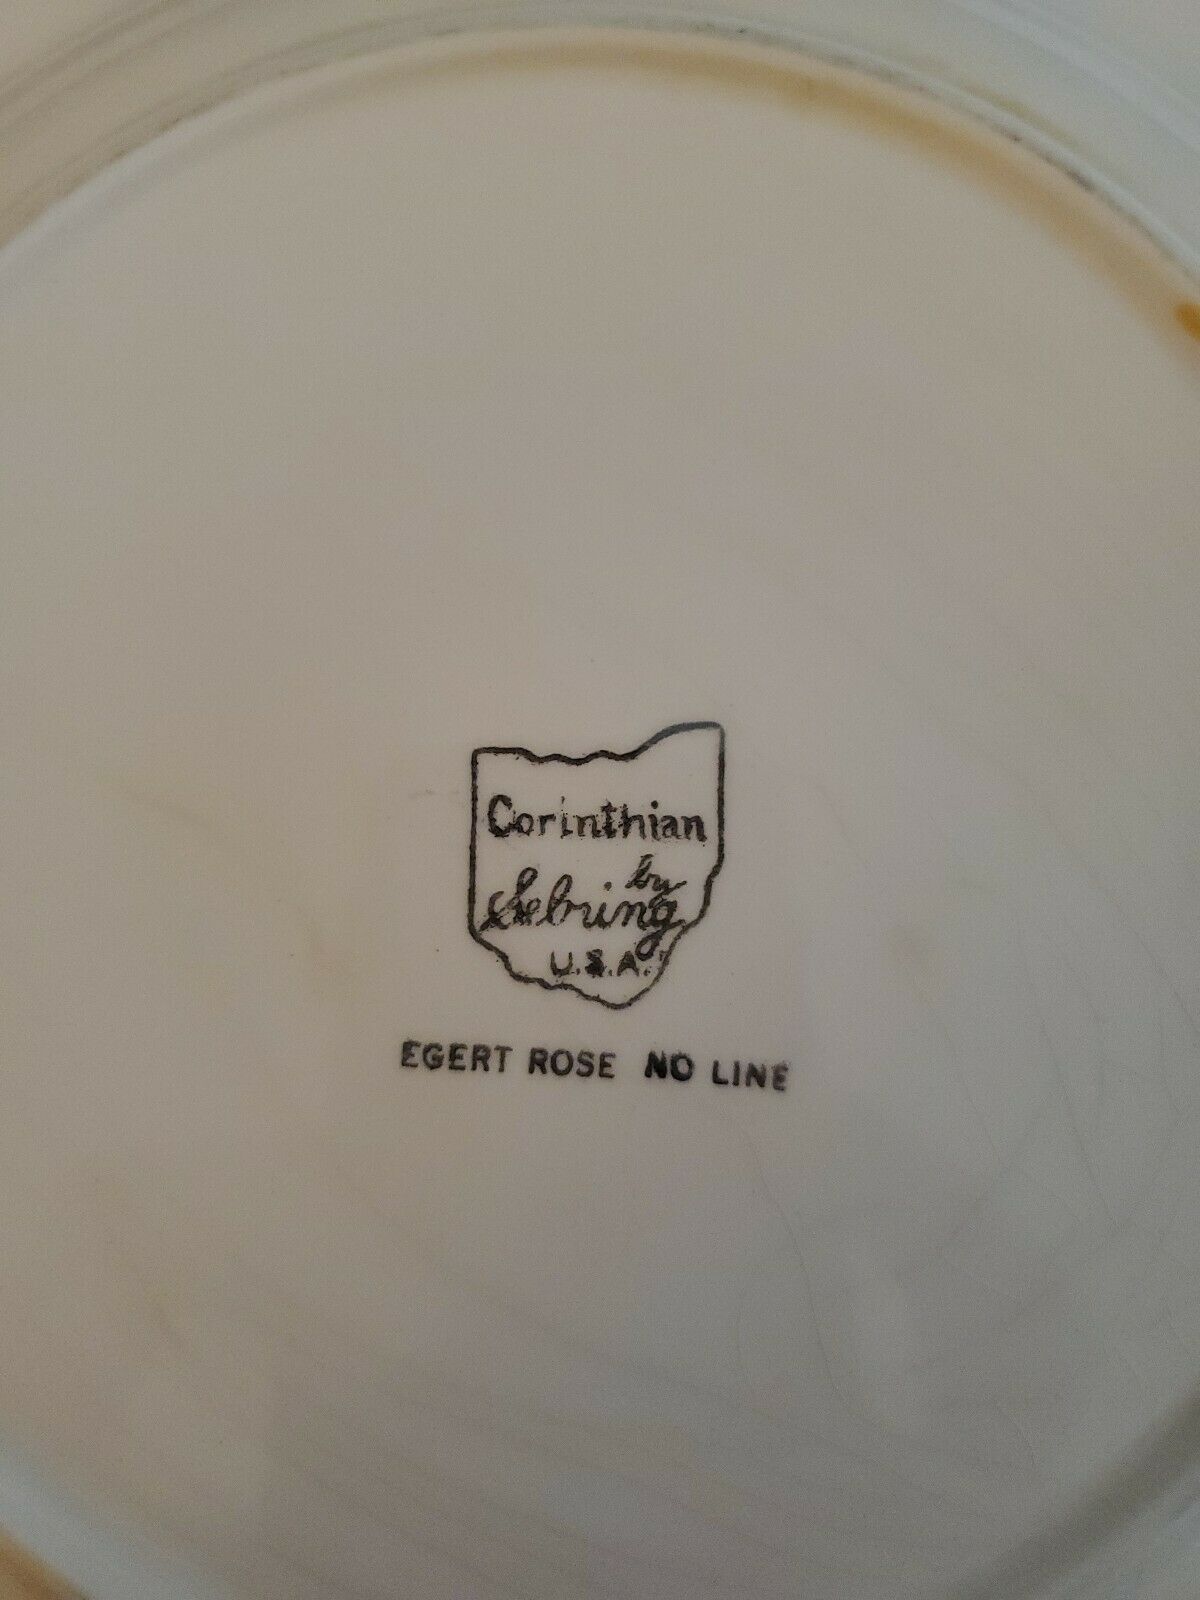 Corinthian
by
Sebring
U.S.A.
EGERT ROSE NO LINE